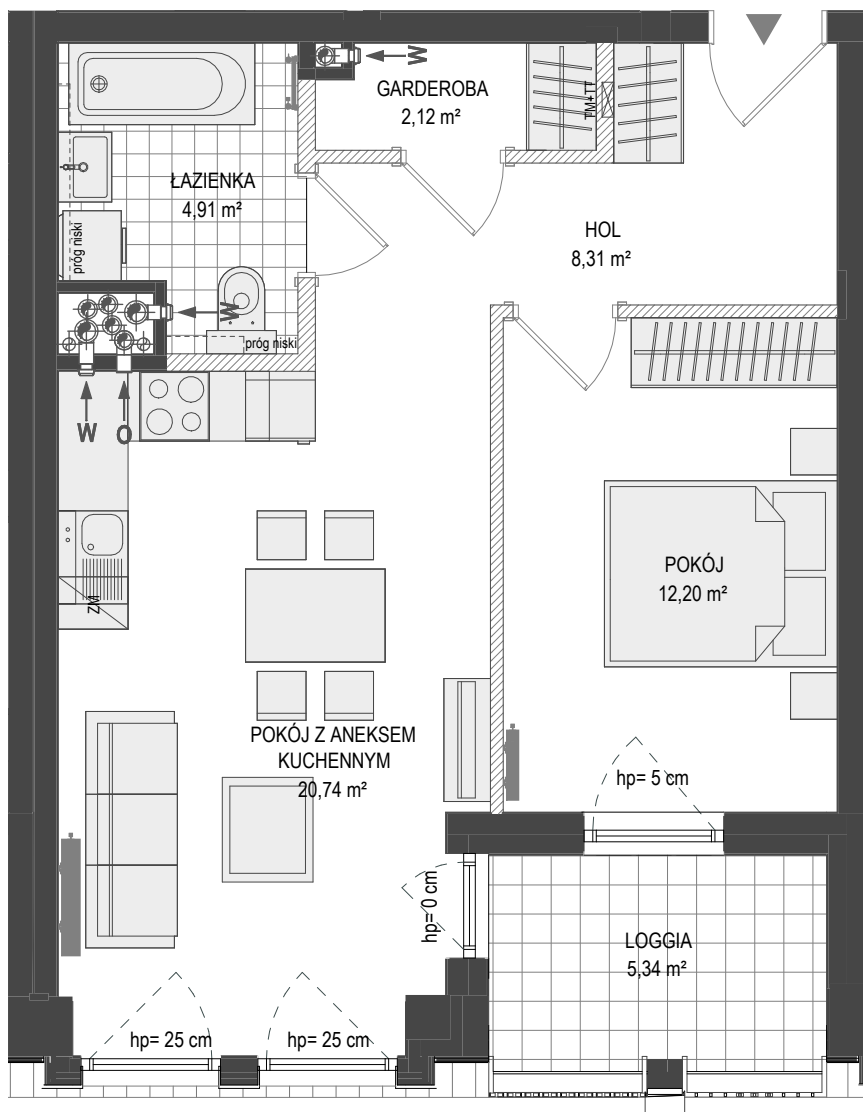 W
GARDEROBA
2,12 m²
TM+TT
ŁAZIENKA
4,91 m²
próg niski
HOL
8,31 m²
W
próg niski
W
O
ZM
POKÓJ
12,20 m²
POKÓJ Z ANEKSEM
KUCHENNYM
20,74 m²
hp= 5 cm
hp= 0 cm
LOGGIA
5,34 m²
hp= 25 cm
hp= 25 cm